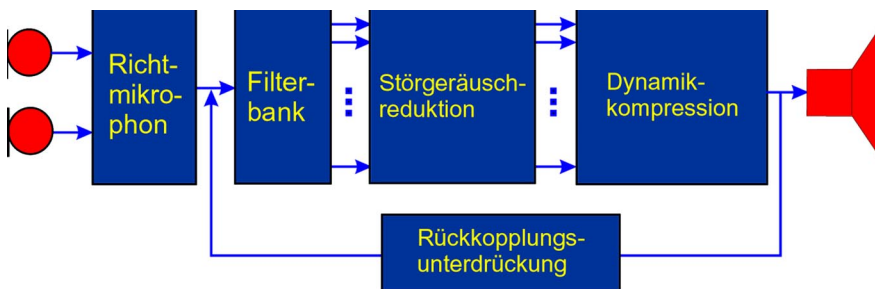 Richt-
mikro-
phon
Filter-
bank
Störgeräusch-
reduktion
Dynamik-
kompression
Rückkopplungs-
unterdrückung